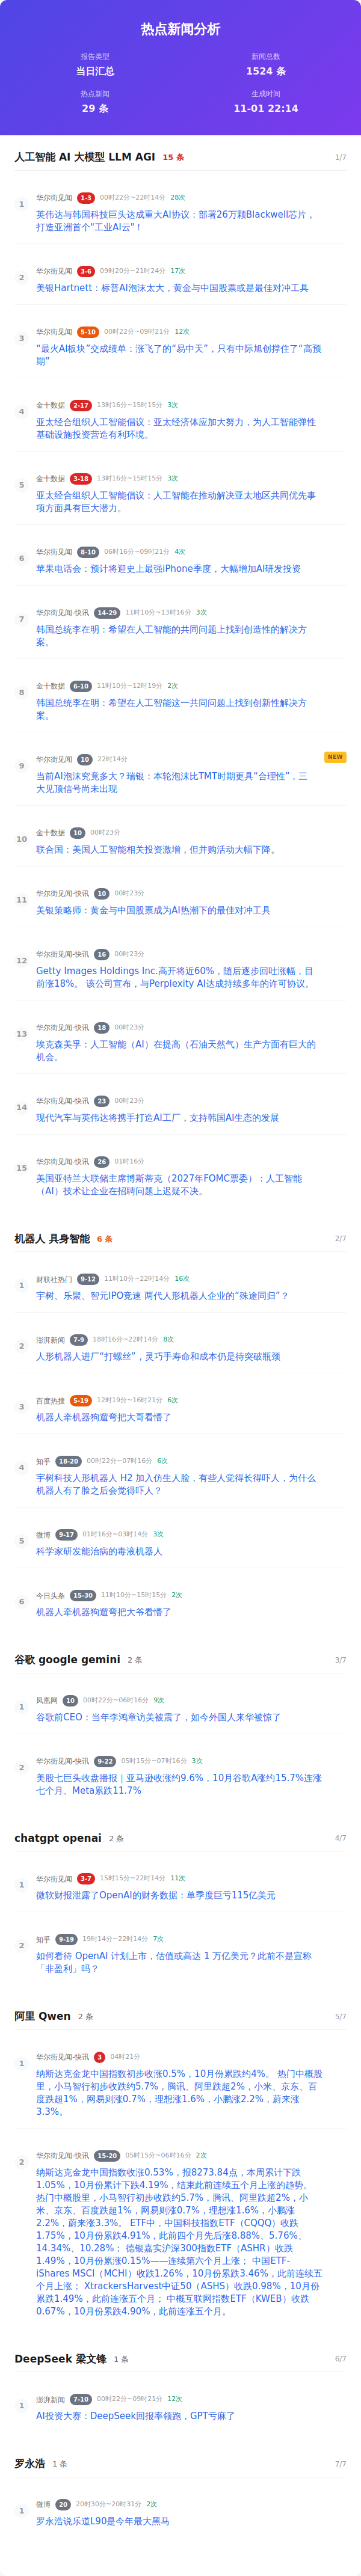 热点新闻分析
报告类型
当日汇总
新闻总数
1524 条
热点新闻
29 条
生成时间
11-01 22:14
人工智能 AI 大模型 LLM AGI 15 条 1/7
1
华尔街见闻 1-3 00时22分~22时14分 28次
英伟达与韩国科技巨头达成重大AI协议：部署26万颗Blackwell芯片，
打造亚洲首个"工业AI云"！
2
华尔街见闻 3-6 09时20分~21时24分 17次
美银Hartnett：标普AI泡沫太大，黄金与中国股票或是最佳对冲工具
3
华尔街见闻 5-10 00时22分~09时21分 12次
“最火AI板块”交成绩单：涨飞了的“易中天”，只有中际旭创撑住了“高预
期”
4
金十数据 2-17 13时16分~15时15分 3次
亚太经合组织人工智能倡议：亚太经济体应加大努力，为人工智能弹性
基础设施投资营造有利环境。
5
金十数据 3-18 13时16分~15时15分 3次
亚太经合组织人工智能倡议：人工智能在推动解决亚太地区共同优先事
项方面具有巨大潜力。
6
华尔街见闻 8-10 06时16分~09时21分 4次
苹果电话会：预计将迎史上最强iPhone季度，大幅增加AI研发投资
7
华尔街见闻-快讯 14-29 11时10分~13时16分 3次
韩国总统李在明：希望在人工智能的共同问题上找到创造性的解决方
案。
8
金十数据 6-10 11时10分~12时19分 2次
韩国总统李在明：希望在人工智能这一共同问题上找到创新性解决方
案。
9
华尔街见闻 10 22时14分 NEW
当前AI泡沫究竟多大？瑞银：本轮泡沫比TMT时期更具“合理性”，三
大见顶信号尚未出现
10
金十数据 10 00时23分
联合国：美国人工智能相关投资激增，但并购活动大幅下降。
11
华尔街见闻-快讯 10 00时23分
美银策略师：黄金与中国股票成为AI热潮下的最佳对冲工具
12
华尔街见闻-快讯 16 00时23分
Getty Images Holdings Inc.高开将近60%，随后逐步回吐涨幅，目
前涨18%。 该公司宣布，与Perplexity AI达成持续多年的许可协议。
13
华尔街见闻-快讯 18 00时23分
埃克森美孚：人工智能（AI）在提高（石油天然气）生产方面有巨大的
机会。
14
华尔街见闻-快讯 23 00时23分
现代汽车与英伟达将携手打造AI工厂，支持韩国AI生态的发展
15
华尔街见闻-快讯 26 01时16分
美国亚特兰大联储主席博斯蒂克（2027年FOMC票委）：人工智能
（AI）技术让企业在招聘问题上迟疑不决。
机器人 具身智能 6 条 2/7
1
财联社热门 9-12 11时10分~22时14分 16次
宇树、乐聚、智元IPO竞速 两代人形机器人企业的“殊途同归”？
2
澎湃新闻 7-9 18时16分~22时14分 8次
人形机器人进厂“打螺丝”，灵巧手寿命和成本仍是待突破瓶颈
3
百度热搜 5-19 12时19分~16时21分 6次
机器人牵机器狗遛弯把大哥看懵了
4
知乎 18-20 00时22分~07时16分 6次
宇树科技人形机器人 H2 加入仿生人脸，有些人觉得长得吓人，为什么
机器人有了脸之后会觉得吓人？
5
微博 9-17 01时16分~03时14分 3次
科学家研发能治病的毒液机器人
6
今日头条 15-30 11时10分~15时15分 2次
机器人牵机器狗遛弯把大爷看懵了
谷歌 google gemini 2 条 3/7
1
凤凰网 10 00时22分~06时16分 9次
谷歌前CEO：当年李鸿章访美被震了，如今外国人来华被惊了
2
华尔街见闻-快讯 9-22 05时15分~07时16分 3次
美股七巨头收盘播报｜亚马逊收涨约9.6%，10月谷歌A涨约15.7%连涨
七个月、Meta累跌11.7%
chatgpt openai 2 条 4/7
1
华尔街见闻 3-7 15时15分~22时14分 11次
微软财报泄露了OpenAI的财务数据：单季度巨亏115亿美元
2
知乎 9-19 19时14分~22时14分 7次
如何看待 OpenAI 计划上市，估值或高达 1 万亿美元？此前不是宣称
「非盈利」吗？
阿里 Qwen 2 条 5/7
1
华尔街见闻-快讯 3 04时21分
纳斯达克金龙中国指数初步收涨0.5%，10月份累跌约4%。 热门中概股
里，小马智行初步收跌约5.7%，腾讯、阿里跌超2%，小米、京东、百
度跌超1%，网易则涨0.7%，理想涨1.6%，小鹏涨2.2%，蔚来涨
3.3%。
2
华尔街见闻-快讯 15-20 05时15分~06时16分 2次
纳斯达克金龙中国指数收涨0.53%，报8273.84点，本周累计下跌
1.05%，10月份累计下跌4.19%，结束此前连续五个月上涨的趋势。
热门中概股里，小马智行收跌约5.7%，腾讯、阿里跌超2%，小
米、京东、百度跌超1%，网易则涨0.7%，理想涨1.6%，小鹏涨
2.2%，蔚来涨3.3%。 ETF中，中国科技指数ETF（CQQQ）收跌
1.75%，10月份累跌4.91%，此前四个月先后涨8.88%、5.76%、
14.34%、10.28%； 德银嘉实沪深300指数ETF（ASHR）收跌
1.49%，10月份累涨0.15%——连续第六个月上涨； 中国ETF-
iShares MSCI（MCHI）收跌1.26%，10月份累跌3.46%，此前连续五
个月上涨； XtrackersHarvest中证50（ASHS）收跌0.98%，10月份
累跌1.49%，此前连涨五个月； 中概互联网指数ETF（KWEB）收跌
0.67%，10月份累跌4.90%，此前连涨五个月。
DeepSeek 梁文锋 1 条 6/7
1
澎湃新闻 7-10 00时22分~09时21分 12次
AI投资大赛：DeepSeek回报率领跑，GPT亏麻了
罗永浩 1 条 7/7
1
微博 20 20时30分~20时31分 2次
罗永浩说乐道L90是今年最大黑马